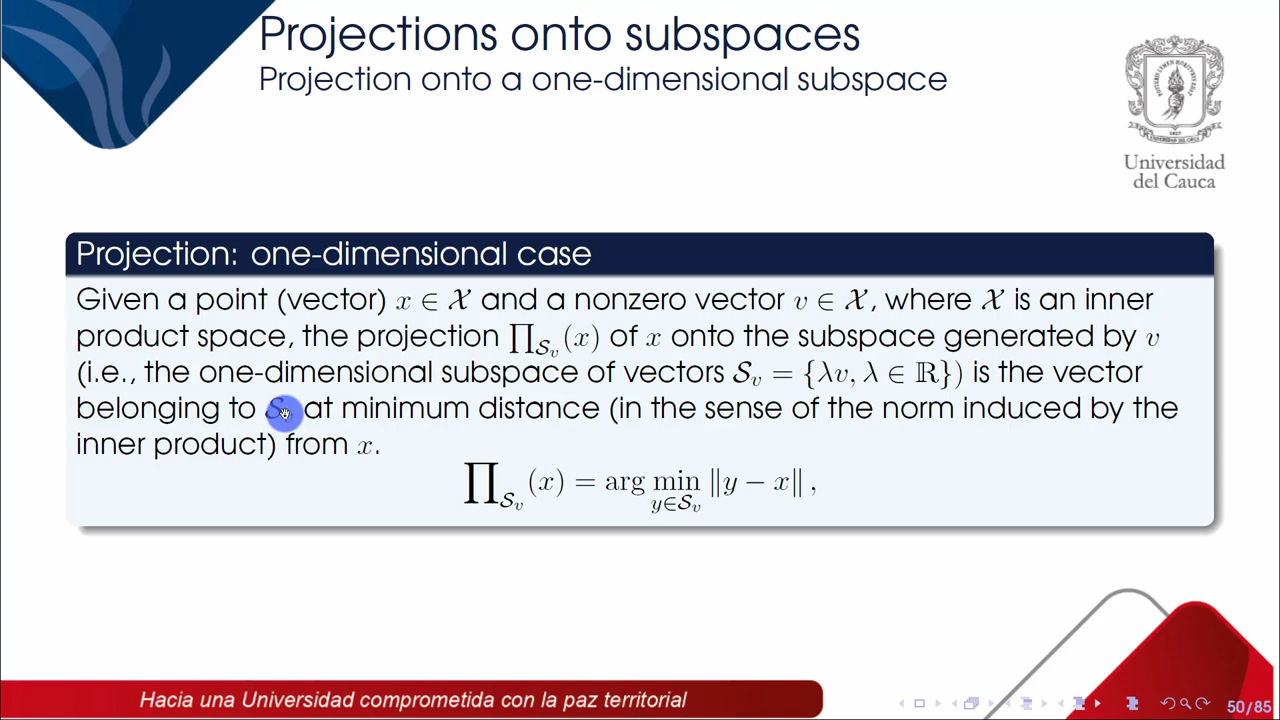 Projections onto subspaces
Projection onto a one-dimensional subspace
Universidad
del Cauca
Projection: one-dimensional case
Given a point (vector) x ∈ 𝒳 and a nonzero vector v ∈ 𝒳, where 𝒳 is an inner
product space, the projection ∏_{𝒮_v}(x) of x onto the subspace generated by v
(i.e., the one-dimensional subspace of vectors 𝒮_v = {λv, λ ∈ ℝ}) is the vector
belonging to at minimum distance (in the sense of the norm induced by the
inner product) from x.
∏_{𝒮_v}(x) = arg min_{y∈𝒮_v} ‖y − x‖ ,
Hacia una Universidad comprometida con la paz territorial
50/85